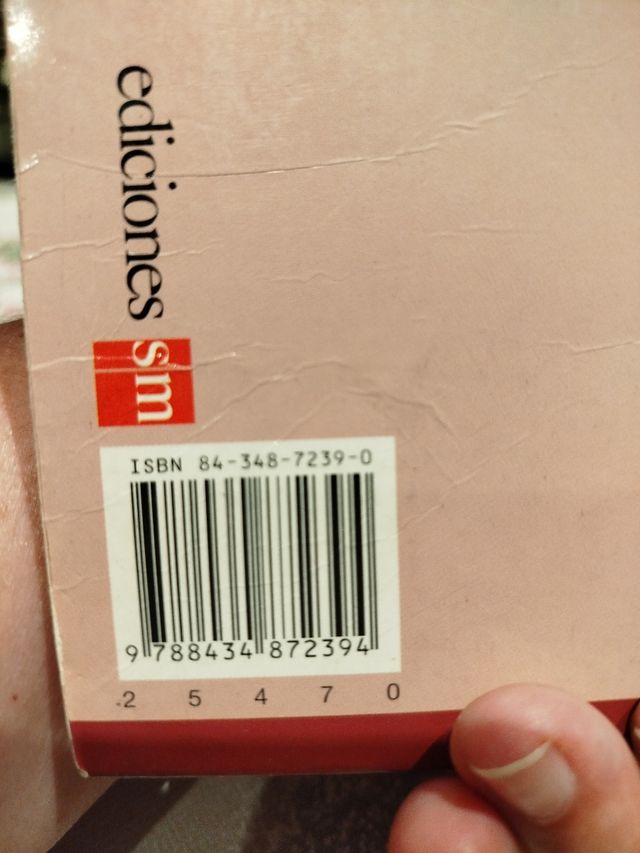 ediciones
sm
ISBN 84-348-7239-0
9 788434 872394
2 5 4 7 0